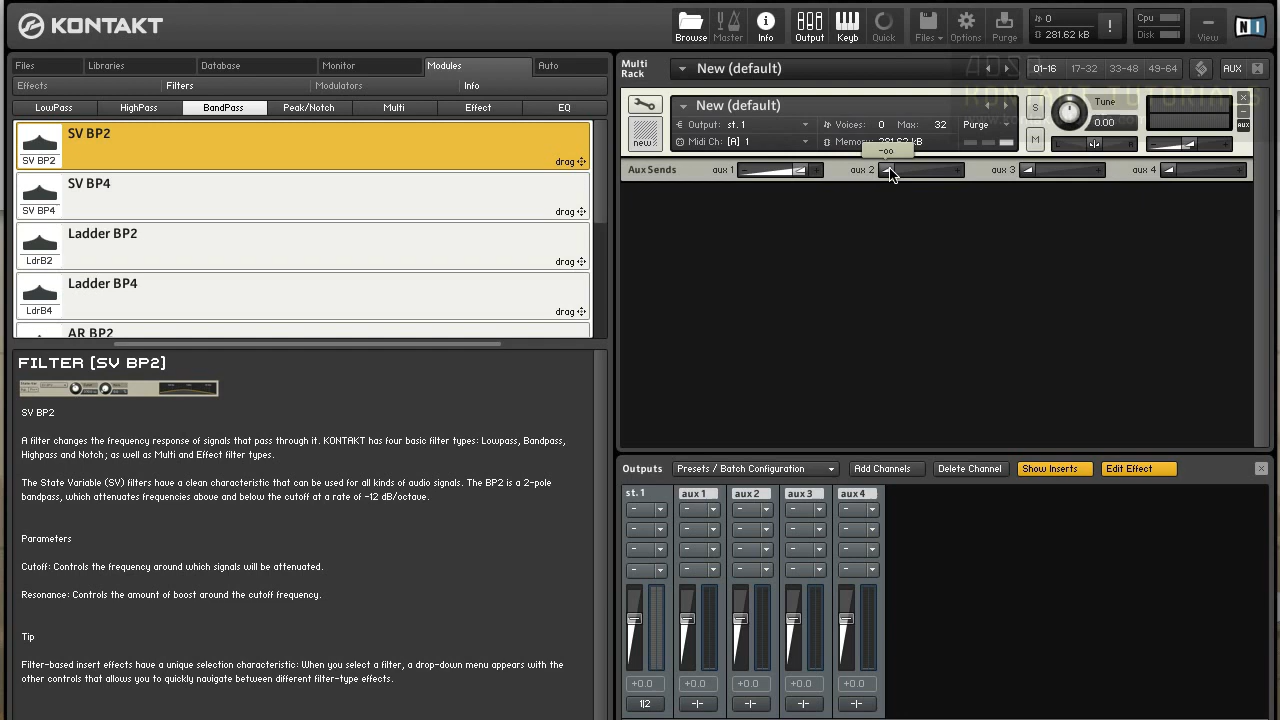 KONTAKT
Browse
Master
Info
Output
Keyb
Quick
Files
Options
Purge
0
281.62 kB
!
Cpu
Disk
View
NI
Files
Libraries
Database
Monitor
Modules
Auto
Effects
Filters
Modulators
Info
LowPass
HighPass
BandPass
Peak/Notch
Multi
Effect
EQ
SV BP2
SV BP2
drag
SV BP4
SV BP4
drag
Ladder BP2
LdrB2
drag
Ladder BP4
LdrB4
drag
AR BP2
FILTER [SV BP2]
SV BP2
A filter changes the frequency response of signals that pass through it. KONTAKT has four basic filter types: Lowpass, Bandpass,
Highpass and Notch; as well as Multi and Effect filter types.
The State Variable (SV) filters have a clean characteristic that can be used for all kinds of audio signals. The BP2 is a 2-pole
bandpass, which attenuates frequencies above and below the cutoff at a rate of -12 dB/octave.
Parameters
Cutoff: Controls the frequency around which signals will be attenuated.
Resonance: Controls the amount of boost around the cutoff frequency.
Tip
Filter-based insert effects have a unique selection characteristic: When you select a filter, a drop-down menu appears with the
other controls that allows you to quickly navigate between different filter-type effects.
Multi
Rack
New (default)
01-16
17-32
33-48
49-64
AUX
New (default)
S
Tune
0.00
Output: st. 1
Voices: 0
Max: 32
Purge
new
Midi Ch: [A] 1
Memory: 281.62 kB
M
L
R
AUX
-oo
Aux Sends
aux 1
aux 2
aux 3
aux 4
Outputs
Presets / Batch Configuration
Add Channels
Delete Channel
Show Inserts
Edit Effect
st. 1
aux 1
aux 2
aux 3
aux 4
+0.0
+0.0
+0.0
+0.0
+0.0
1|2
-|-
-|-
-|-
-|-